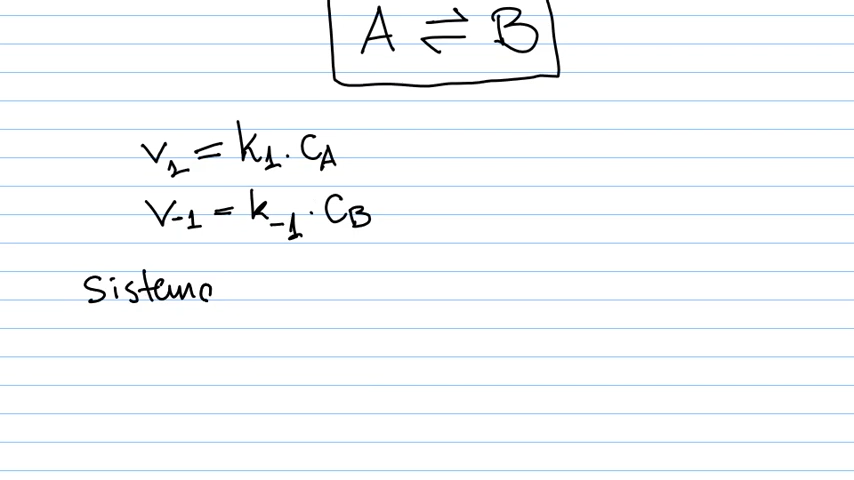 A ⇌ B
v₁ = k₁ · c_A
v₋₁ = k₋₁ · c_B
Sistema